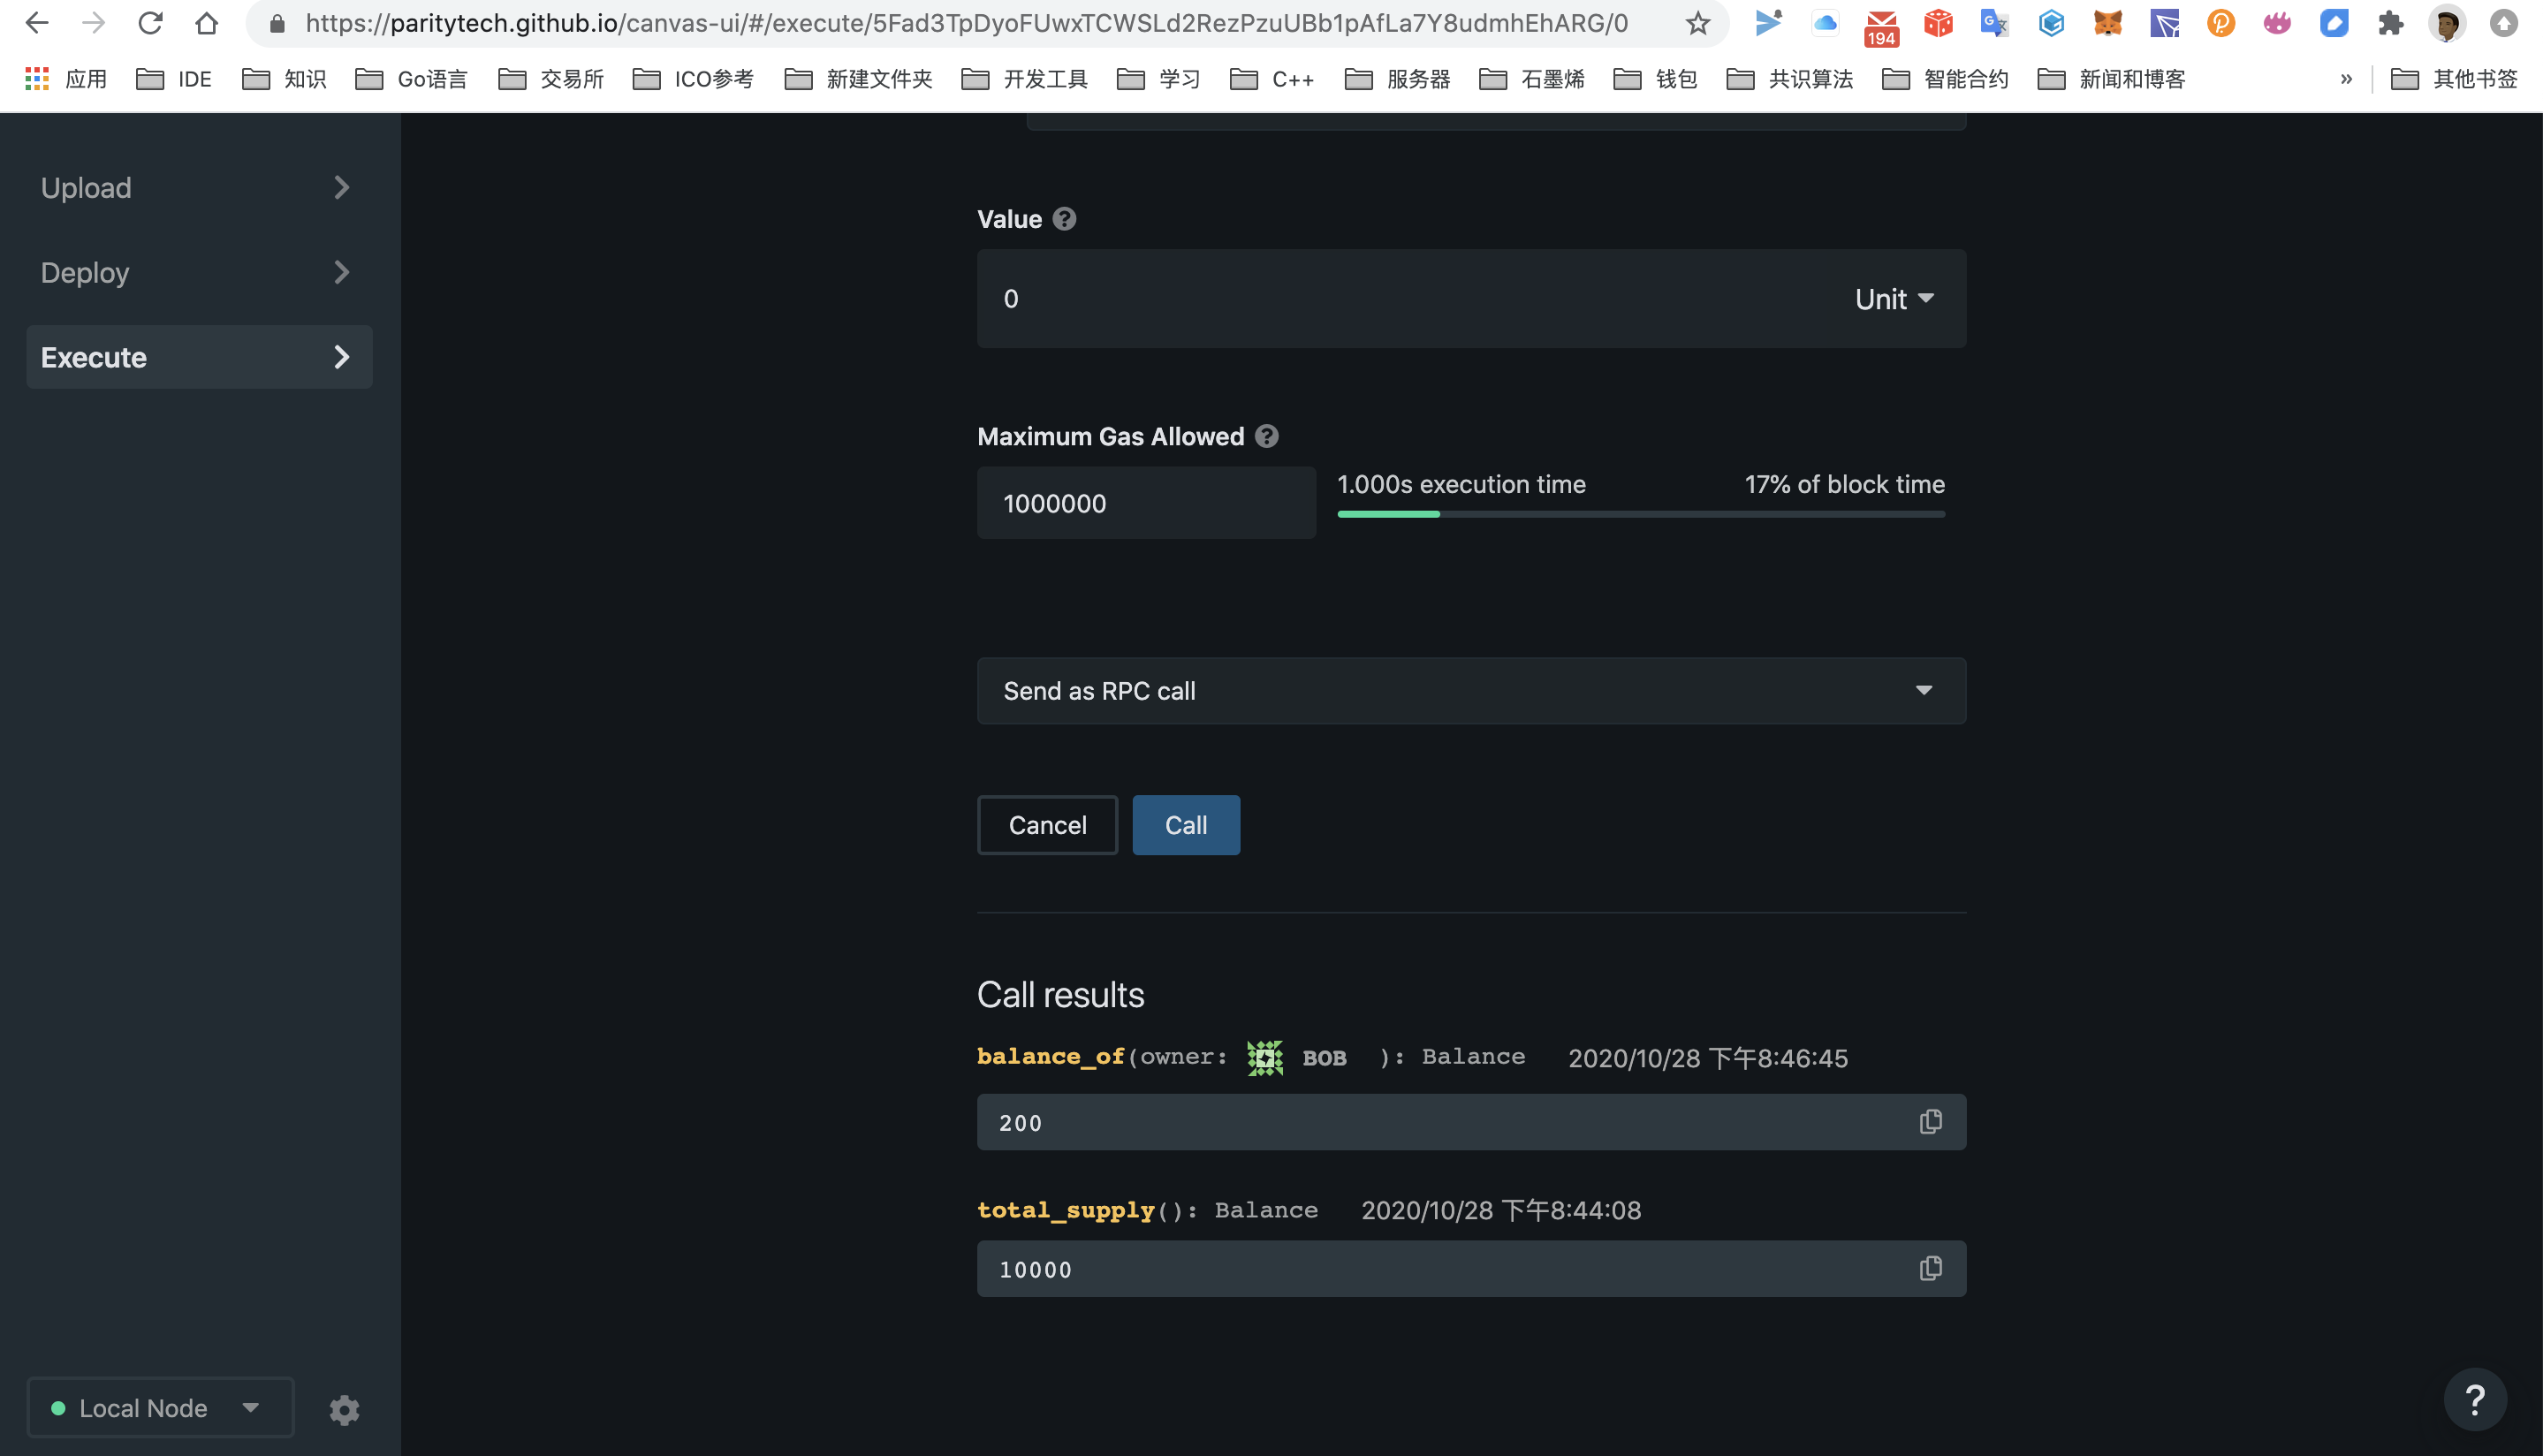 https://paritytech.github.io/canvas-ui/#/execute/5Fad3TpDyoFUwxTCWSLd2RezPzuUBb1pAfLa7Y8udmhEhARG/0
194
应用 IDE 知识 Go语言 交易所 ICO参考 新建文件夹 开发工具 学习 C++ 服务器 石墨烯 钱包 共识算法 智能合约 新闻和博客 » 其他书签
Upload
Deploy
Execute
Value ?
0 Unit
Maximum Gas Allowed ?
1000000
1.000s execution time 17% of block time
Send as RPC call
Cancel Call
Call results
balance_of(owner: BOB ): Balance 2020/10/28 下午8:46:45
200
total_supply(): Balance 2020/10/28 下午8:44:08
10000
Local Node
?